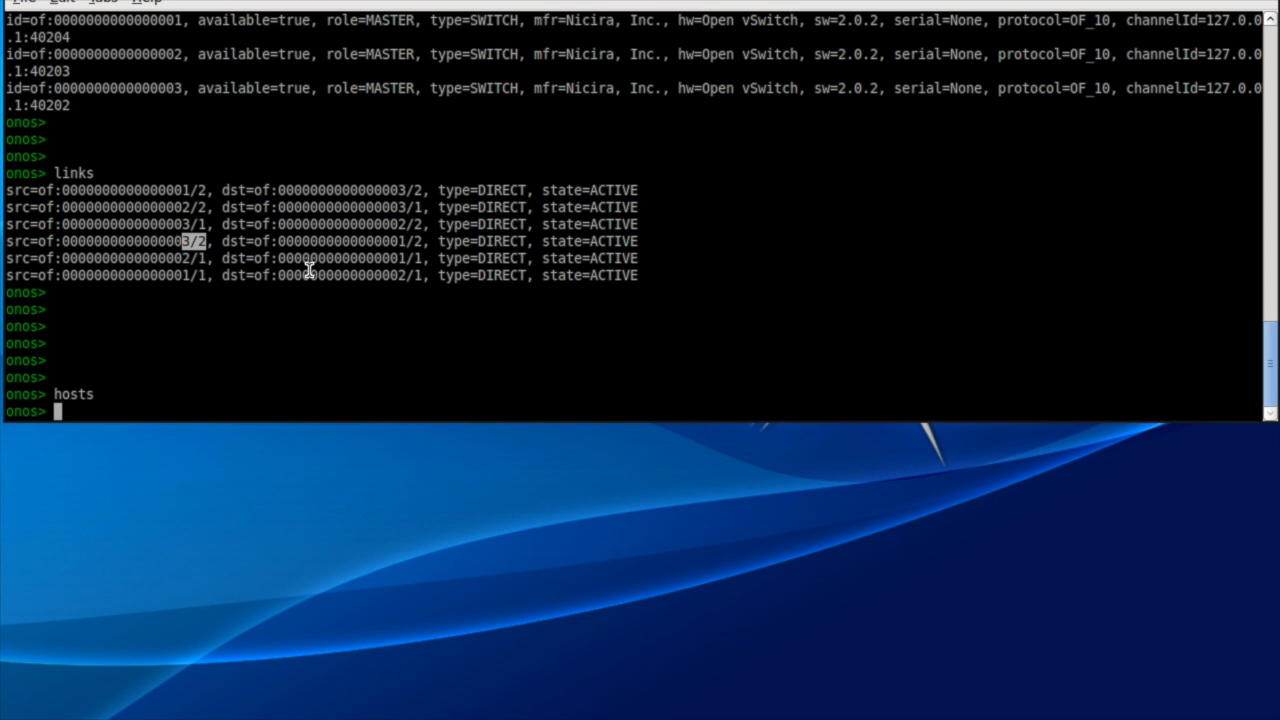 Help
id=of:0000000000000001, available=true, role=MASTER, type=SWITCH, mfr=Nicira, Inc., hw=Open vSwitch, sw=2.0.2, serial=None, protocol=OF_10, channelId=127.0.0
.1:40204
id=of:0000000000000002, available=true, role=MASTER, type=SWITCH, mfr=Nicira, Inc., hw=Open vSwitch, sw=2.0.2, serial=None, protocol=OF_10, channelId=127.0.0
.1:40203
id=of:0000000000000003, available=true, role=MASTER, type=SWITCH, mfr=Nicira, Inc., hw=Open vSwitch, sw=2.0.2, serial=None, protocol=OF_10, channelId=127.0.0
.1:40202
onos>
onos>
onos>
onos> links
src=of:0000000000000001/2, dst=of:0000000000000003/2, type=DIRECT, state=ACTIVE
src=of:0000000000000002/2, dst=of:0000000000000003/1, type=DIRECT, state=ACTIVE
src=of:0000000000000003/1, dst=of:0000000000000002/2, type=DIRECT, state=ACTIVE
src=of:0000000000000003/2, dst=of:0000000000000001/2, type=DIRECT, state=ACTIVE
src=of:0000000000000002/1, dst=of:0000000000000001/1, type=DIRECT, state=ACTIVE
src=of:0000000000000001/1, dst=of:0000000000000002/1, type=DIRECT, state=ACTIVE
onos>
onos>
onos>
onos>
onos>
onos>
onos> hosts
onos>